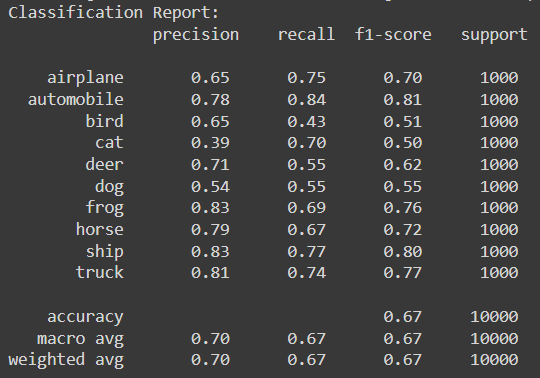 Classification Report:
precision recall f1-score support
airplane 0.65 0.75 0.70 1000
automobile 0.78 0.84 0.81 1000
bird 0.65 0.43 0.51 1000
cat 0.39 0.70 0.50 1000
deer 0.71 0.55 0.62 1000
dog 0.54 0.55 0.55 1000
frog 0.83 0.69 0.76 1000
horse 0.79 0.67 0.72 1000
ship 0.83 0.77 0.80 1000
truck 0.81 0.74 0.77 1000
accuracy 0.67 10000
macro avg 0.70 0.67 0.67 10000
weighted avg 0.70 0.67 0.67 10000